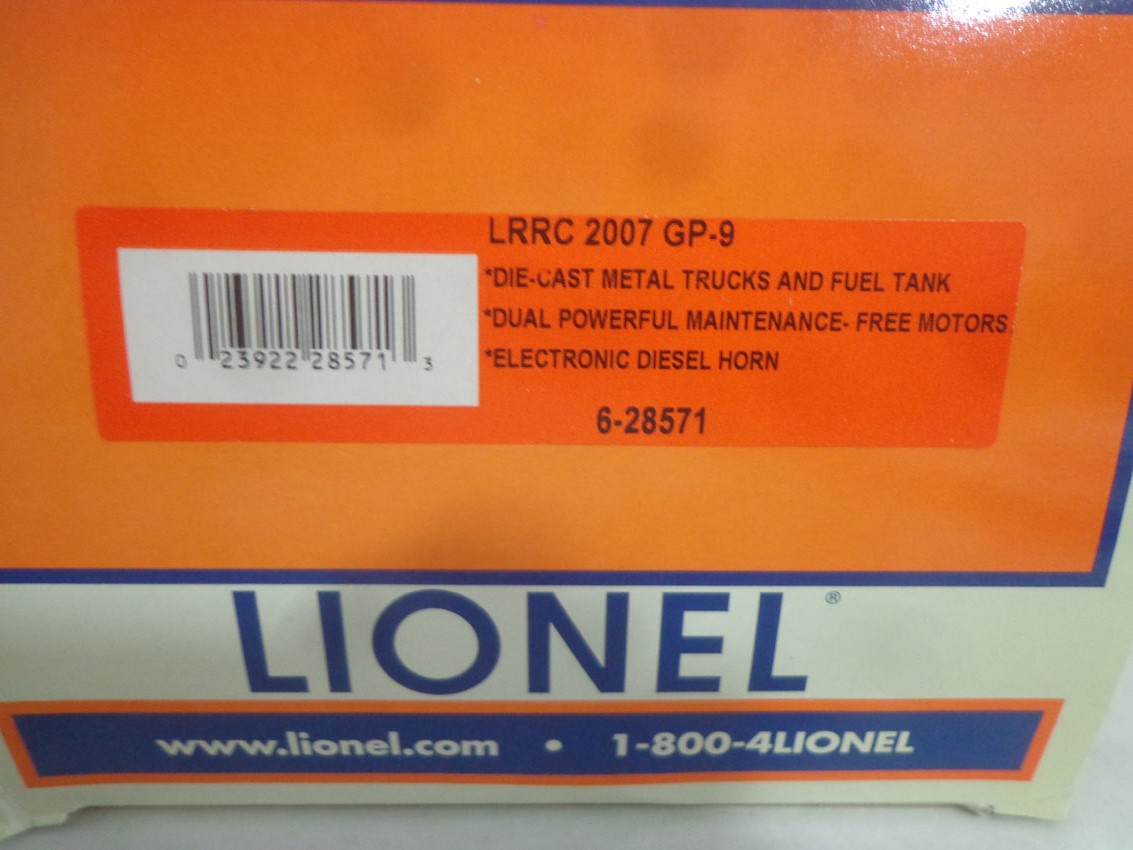 LRRC 2007 GP-9
*DIE-CAST METAL TRUCKS AND FUEL TANK
*DUAL POWERFUL MAINTENANCE- FREE MOTORS
*ELECTRONIC DIESEL HORN
6-28571
0 23922 28571 3
LIONEL®
www.lionel.com • 1-800-4LIONEL